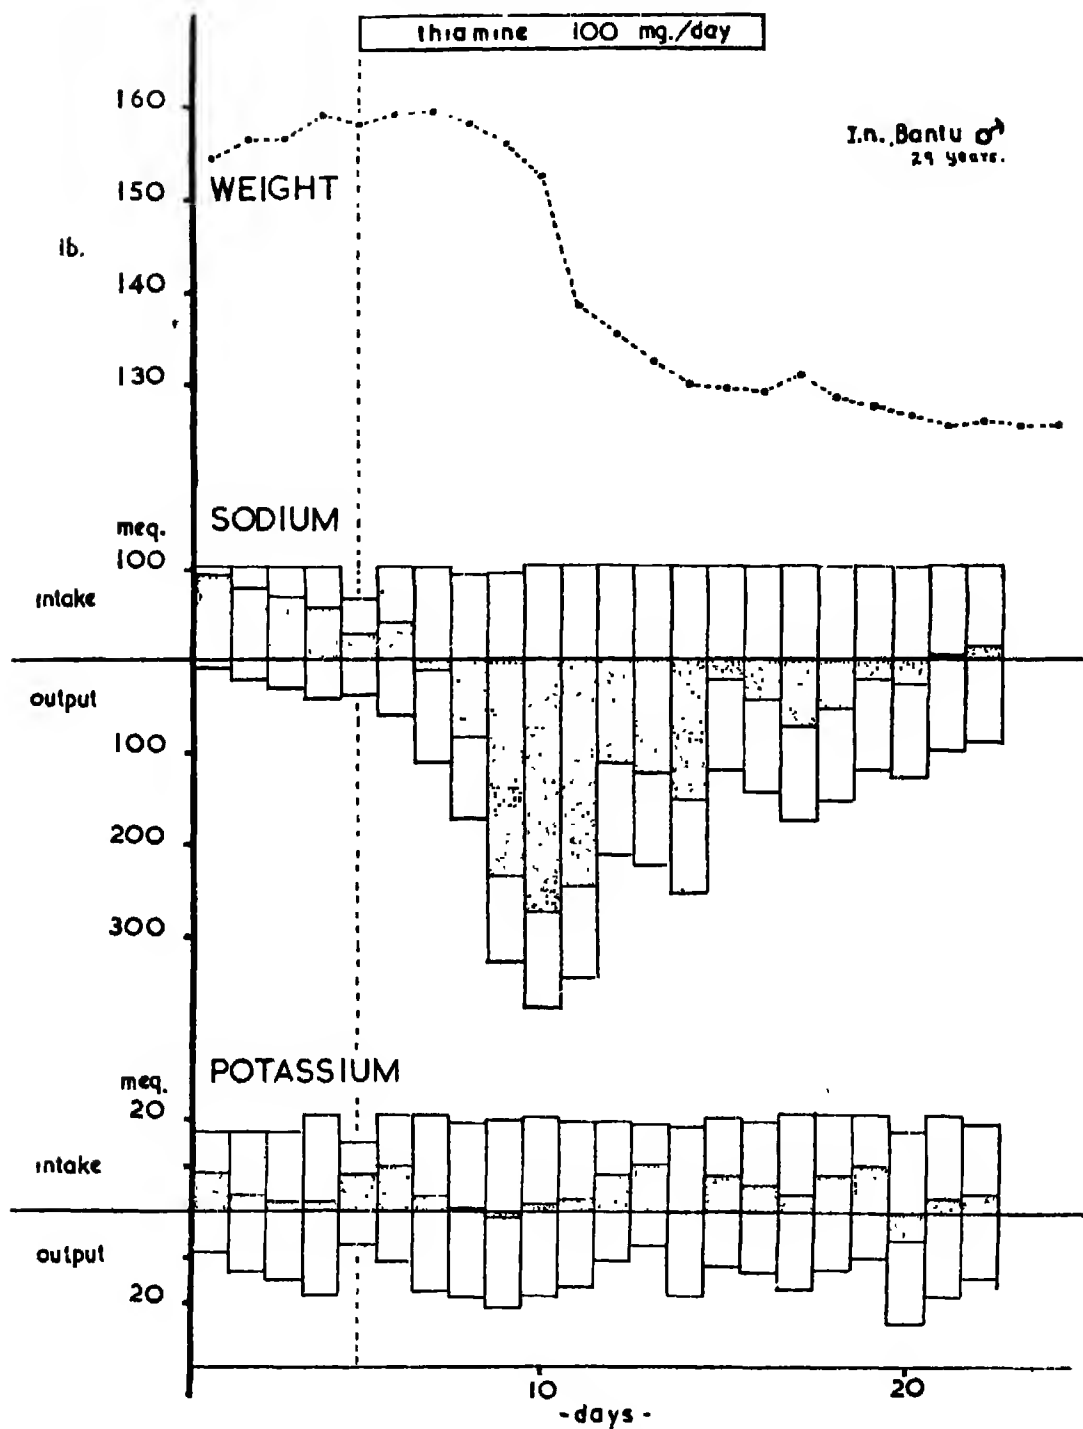 thiamine 100 mg./day
160
I.n., Bantu ♂
29 years.
150
WEIGHT
lb.
140
130
SODIUM
meq.
100
intake
output
100
200
300
POTASSIUM
meq.
20
intake
output
20
10
20
-days-